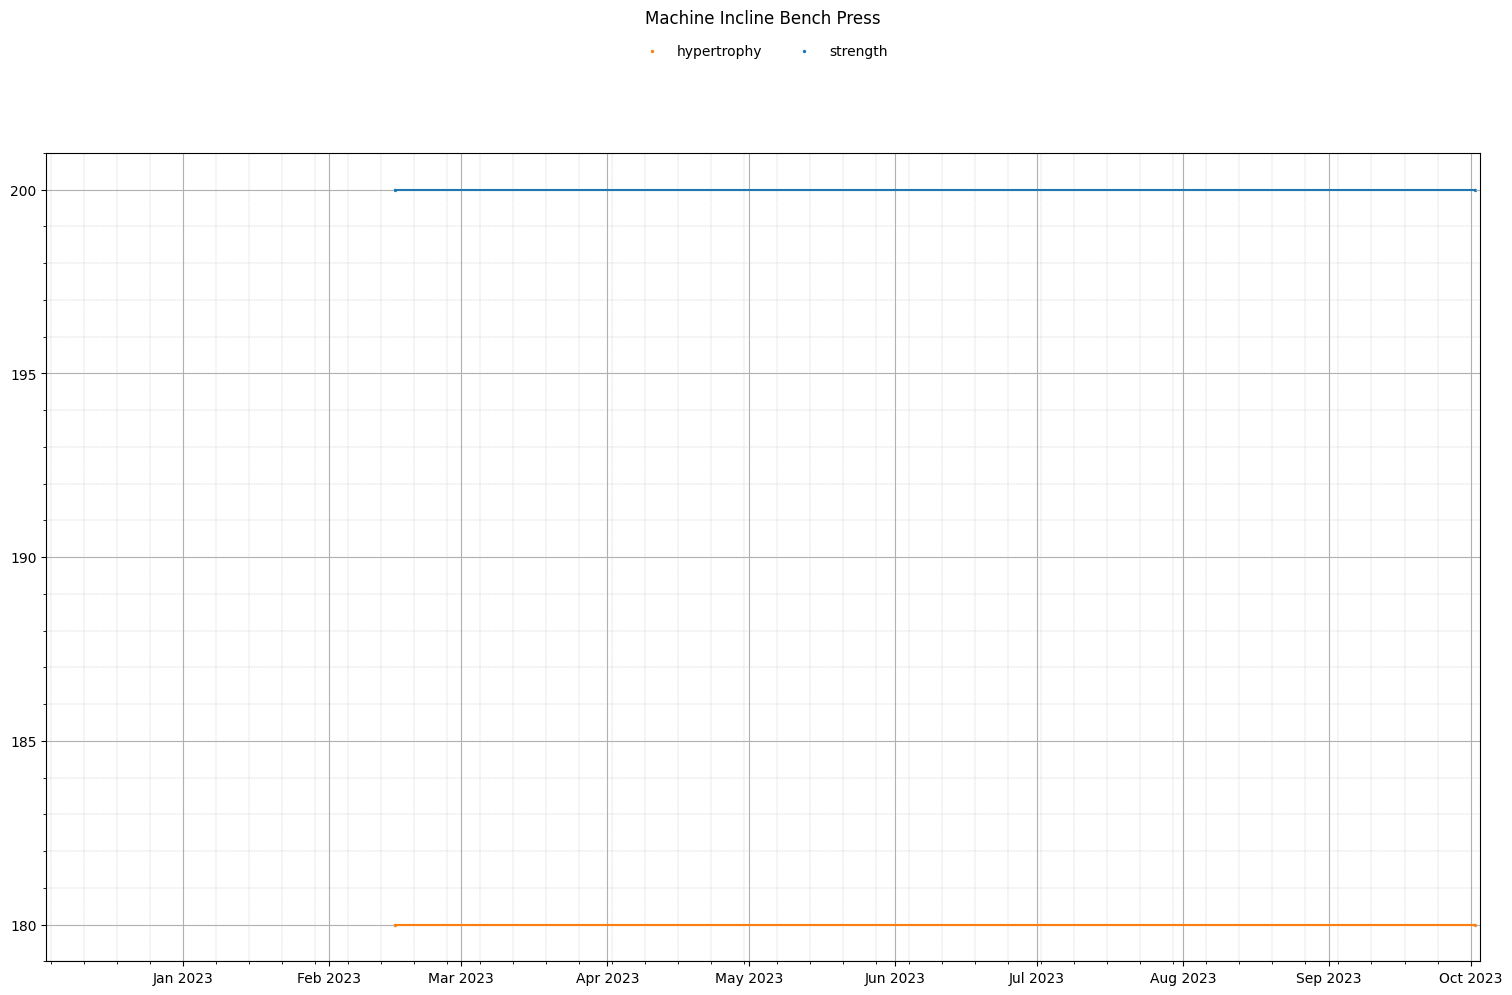 Machine Incline Bench Press
hypertrophy strength
200
195
190
185
180
Jan 2023 Feb 2023 Mar 2023 Apr 2023 May 2023 Jun 2023 Jul 2023 Aug 2023 Sep 2023 Oct 2023